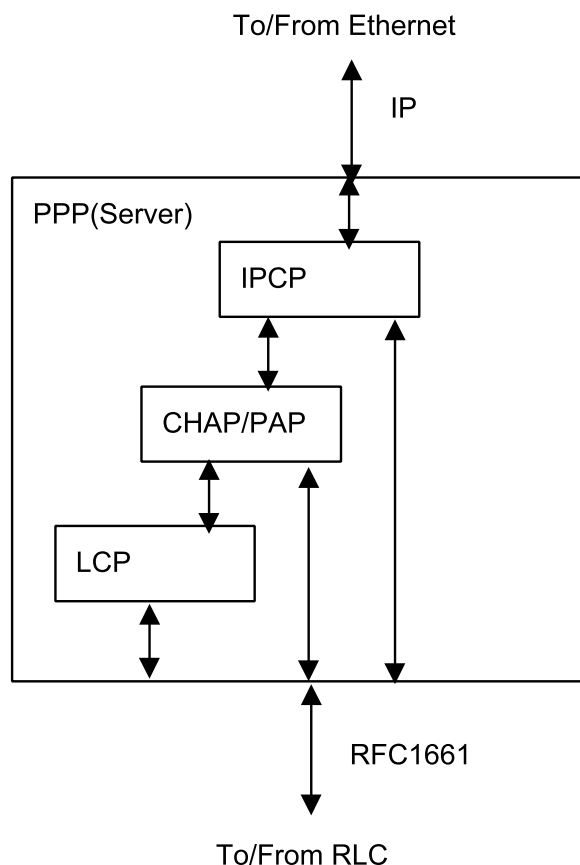 To/From Ethernet
IP
PPP(Server)
IPCP
CHAP/PAP
LCP
RFC1661
To/From RLC